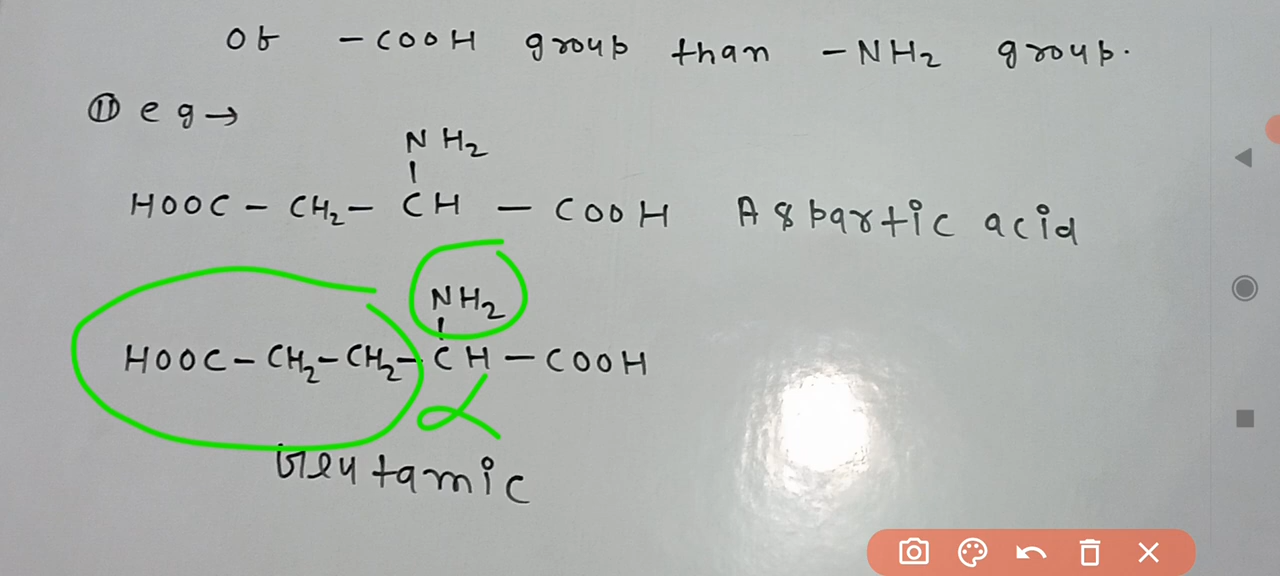 of -COOH group than -NH2 group.
(ii) eg→
NH2
HOOC - CH2 - CH - COOH Aspartic acid
NH2
HOOC - CH2 - CH2 - CH - COOH
α
Glutamic